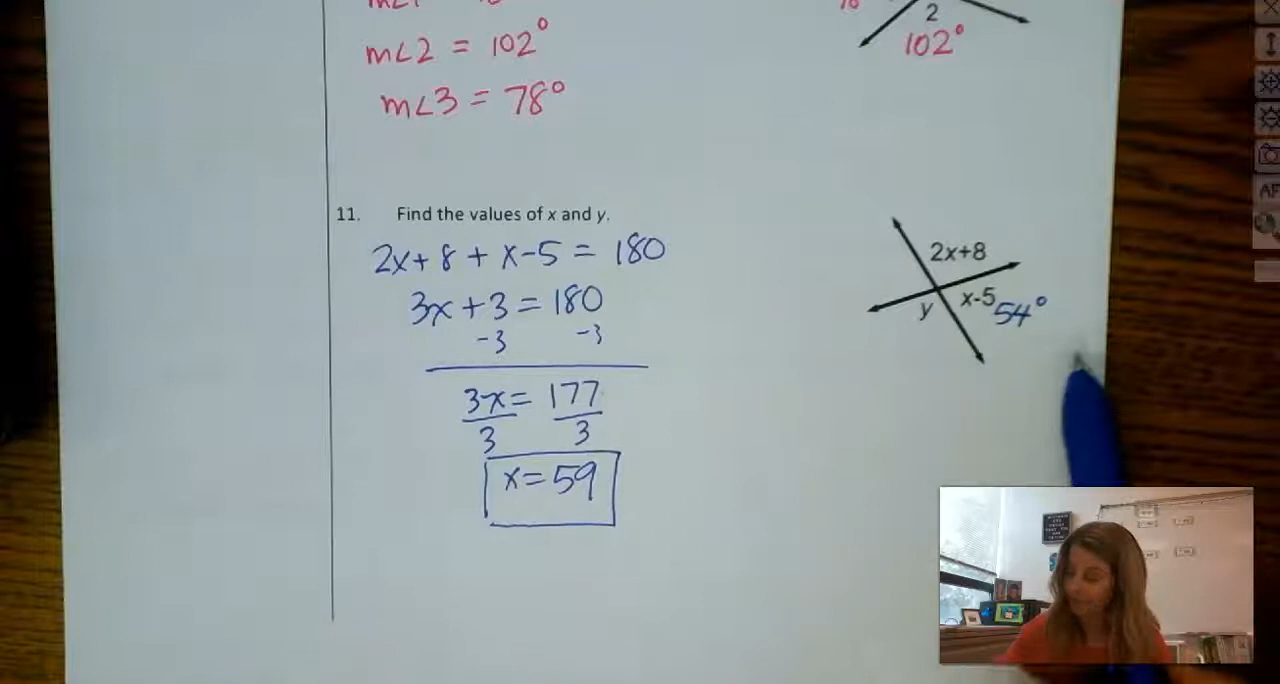 m∠2 = 102°
m∠3 = 78°
2
102°
11. Find the values of x and y.
2x+8 + x-5 = 180
3x + 3 = 180
-3 -3
3x = 177
3 3
x = 59
2x+8
x-5 54°
y
AF